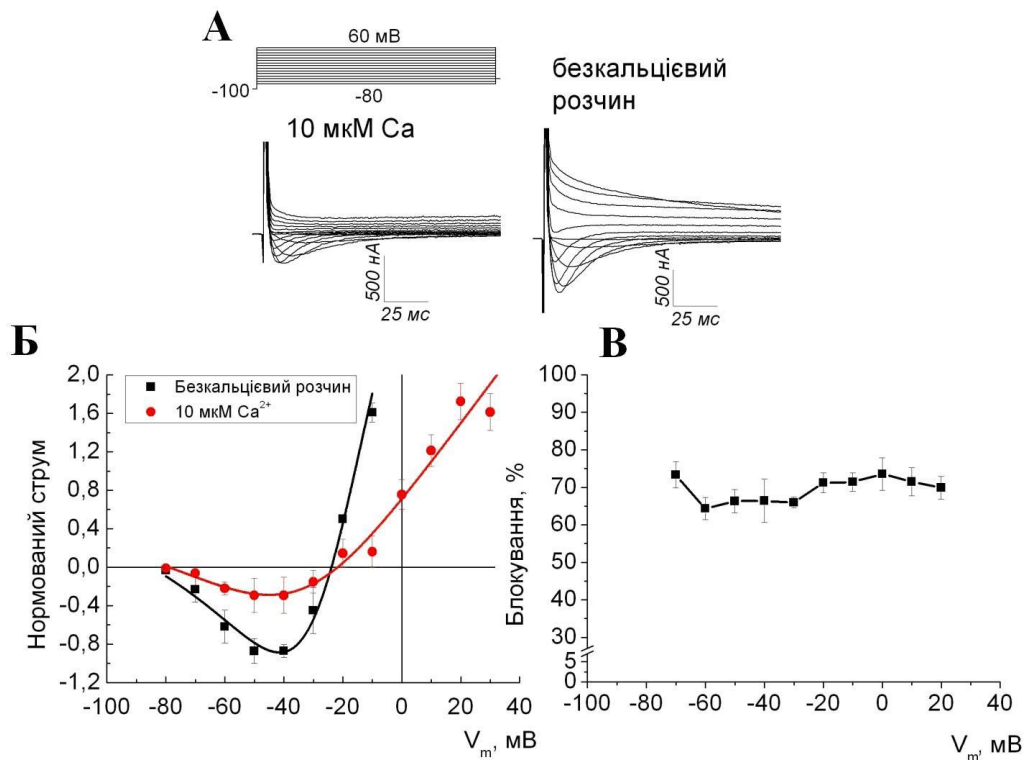 А
60 мВ
-100
-80
10 мкМ Ca
безкальцієвий
розчин
500 нА
25 мс
500 нА
25 мс
Б
Нормований струм
2,0
1,6
1,2
0,8
0,4
0,0
-0,4
-0,8
-1,2
Безкальцієвий розчин
10 мкМ Ca²⁺
-100 -80 -60 -40 -20 0 20 40
Vm, мВ
В
Блокування, %
100
90
80
70
60
50
40
30
5
0
-100 -80 -60 -40 -20 0 20 40
Vm, мВ